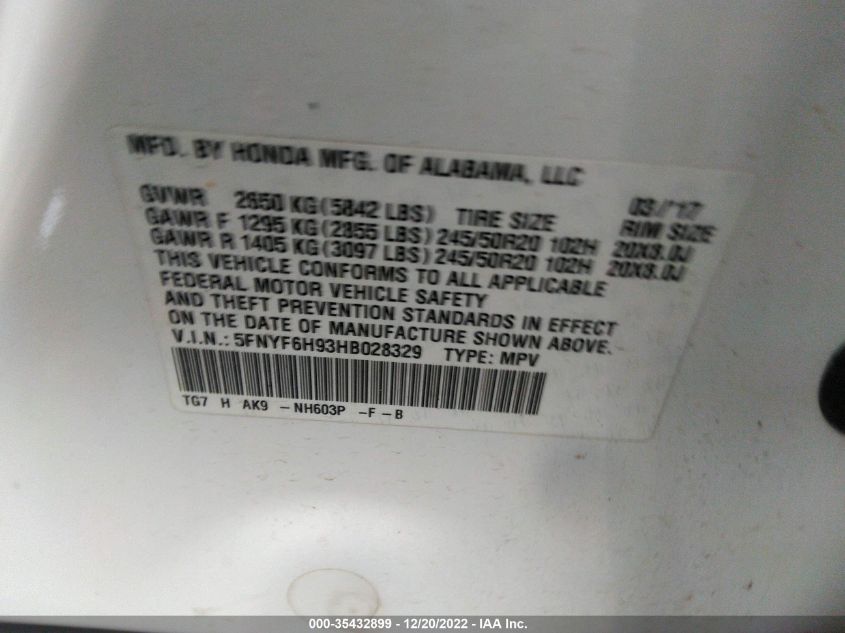 MFD. BY HONDA MFG. OF ALABAMA, LLC 03/'17
GVWR 2650 KG (5842 LBS) TIRE SIZE RIM SIZE
GAWR F 1295 KG (2855 LBS) 245/50R20 102H 20X8.0J
GAWR R 1405 KG (3097 LBS) 245/50R20 102H 20X8.0J
THIS VEHICLE CONFORMS TO ALL APPLICABLE
FEDERAL MOTOR VEHICLE SAFETY
AND THEFT PREVENTION STANDARDS IN EFFECT
ON THE DATE OF MANUFACTURE SHOWN ABOVE.
V.I.N.: 5FNYF6H93HB028329 TYPE: MPV
TG7 H AK9 -NH603P -F-B
000-35432899 - 12/20/2022 - IAA Inc.